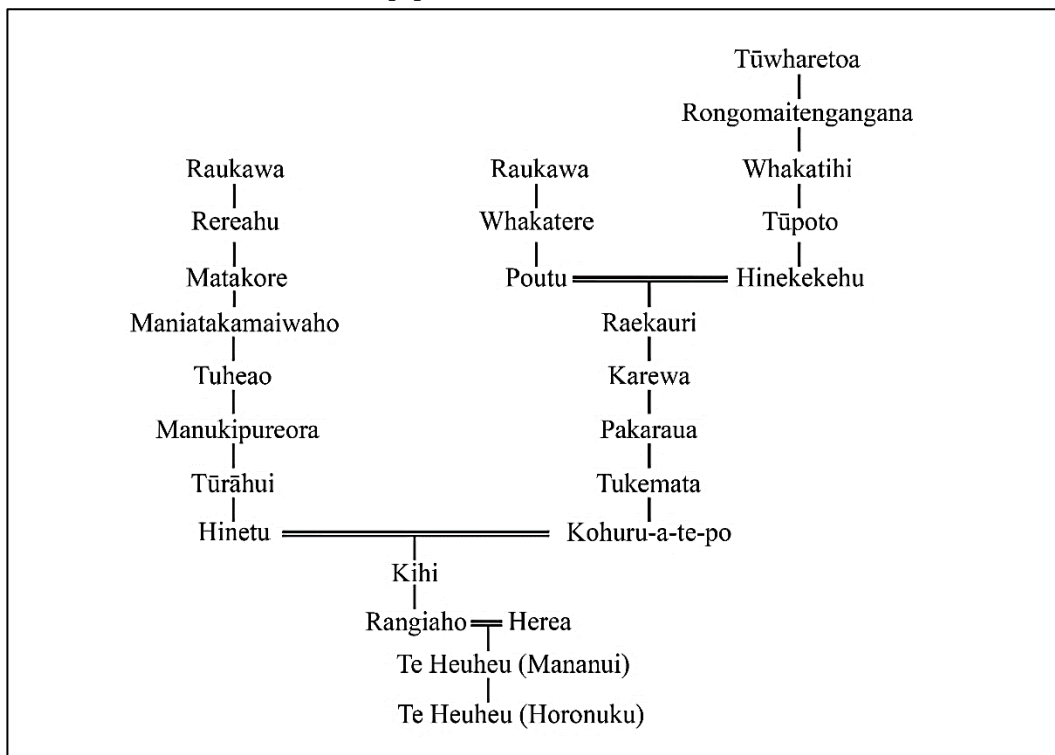 Tūwharetoa
Rongomaitengangana
Raukawa Raukawa Whakatihi
Rereahu Whakatere Tūpoto
Matakore Poutu Hinekekehu
Maniatakamaiwaho Raekauri
Tuheao Karewa
Manukipureora Pakaraua
Tūrāhui Tukemata
Hinetu Kohuru-a-te-po
Kihi
Rangiaho Herea
Te Heuheu (Mananui)
Te Heuheu (Horonuku)